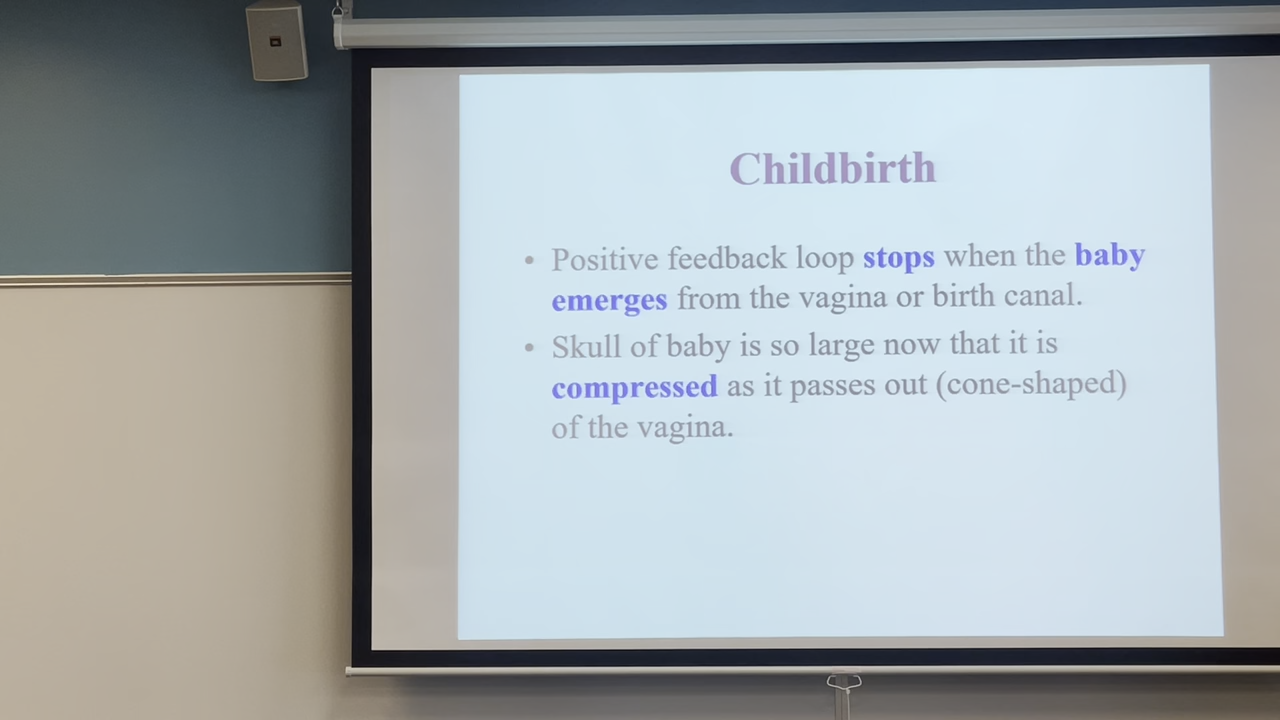 Childbirth
• Positive feedback loop stops when the baby
emerges from the vagina or birth canal.
• Skull of baby is so large now that it is
compressed as it passes out (cone-shaped)
of the vagina.